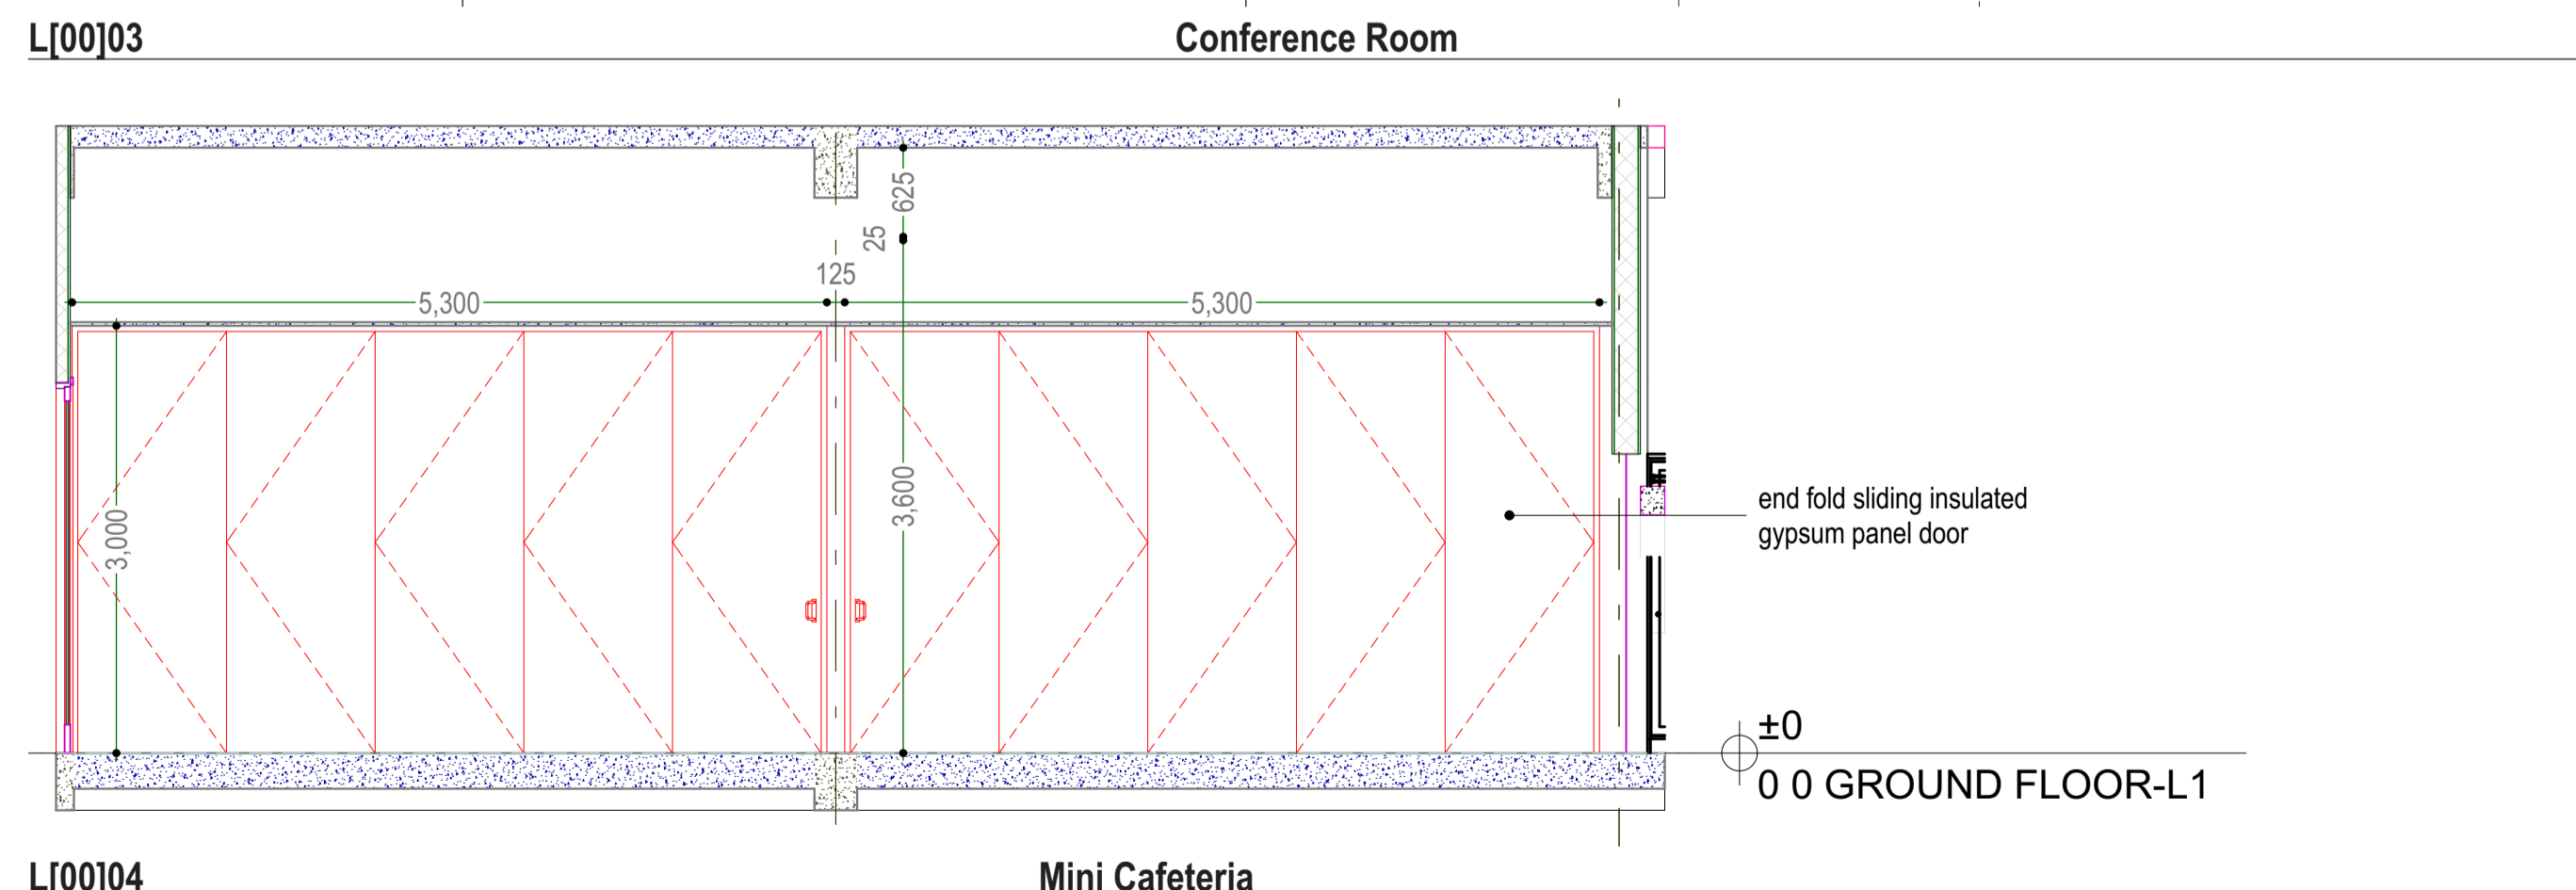 L[00]03
Conference Room
625
25
125
5,300
5,300
3,600
3,000
end fold sliding insulated
gypsum panel door
±0
0 0 GROUND FLOOR-L1
L[00]04
Mini Cafeteria